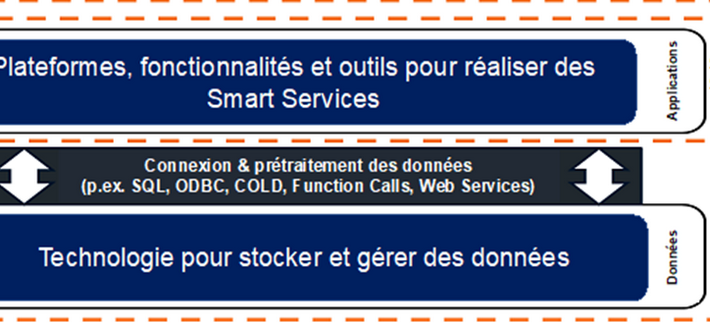 Plateformes, fonctionnalités et outils pour réaliser des
Smart Services
Applications
Connexion & prétraitement des données
(p.ex. SQL, ODBC, COLD, Function Calls, Web Services)
Technologie pour stocker et gérer des données
Données